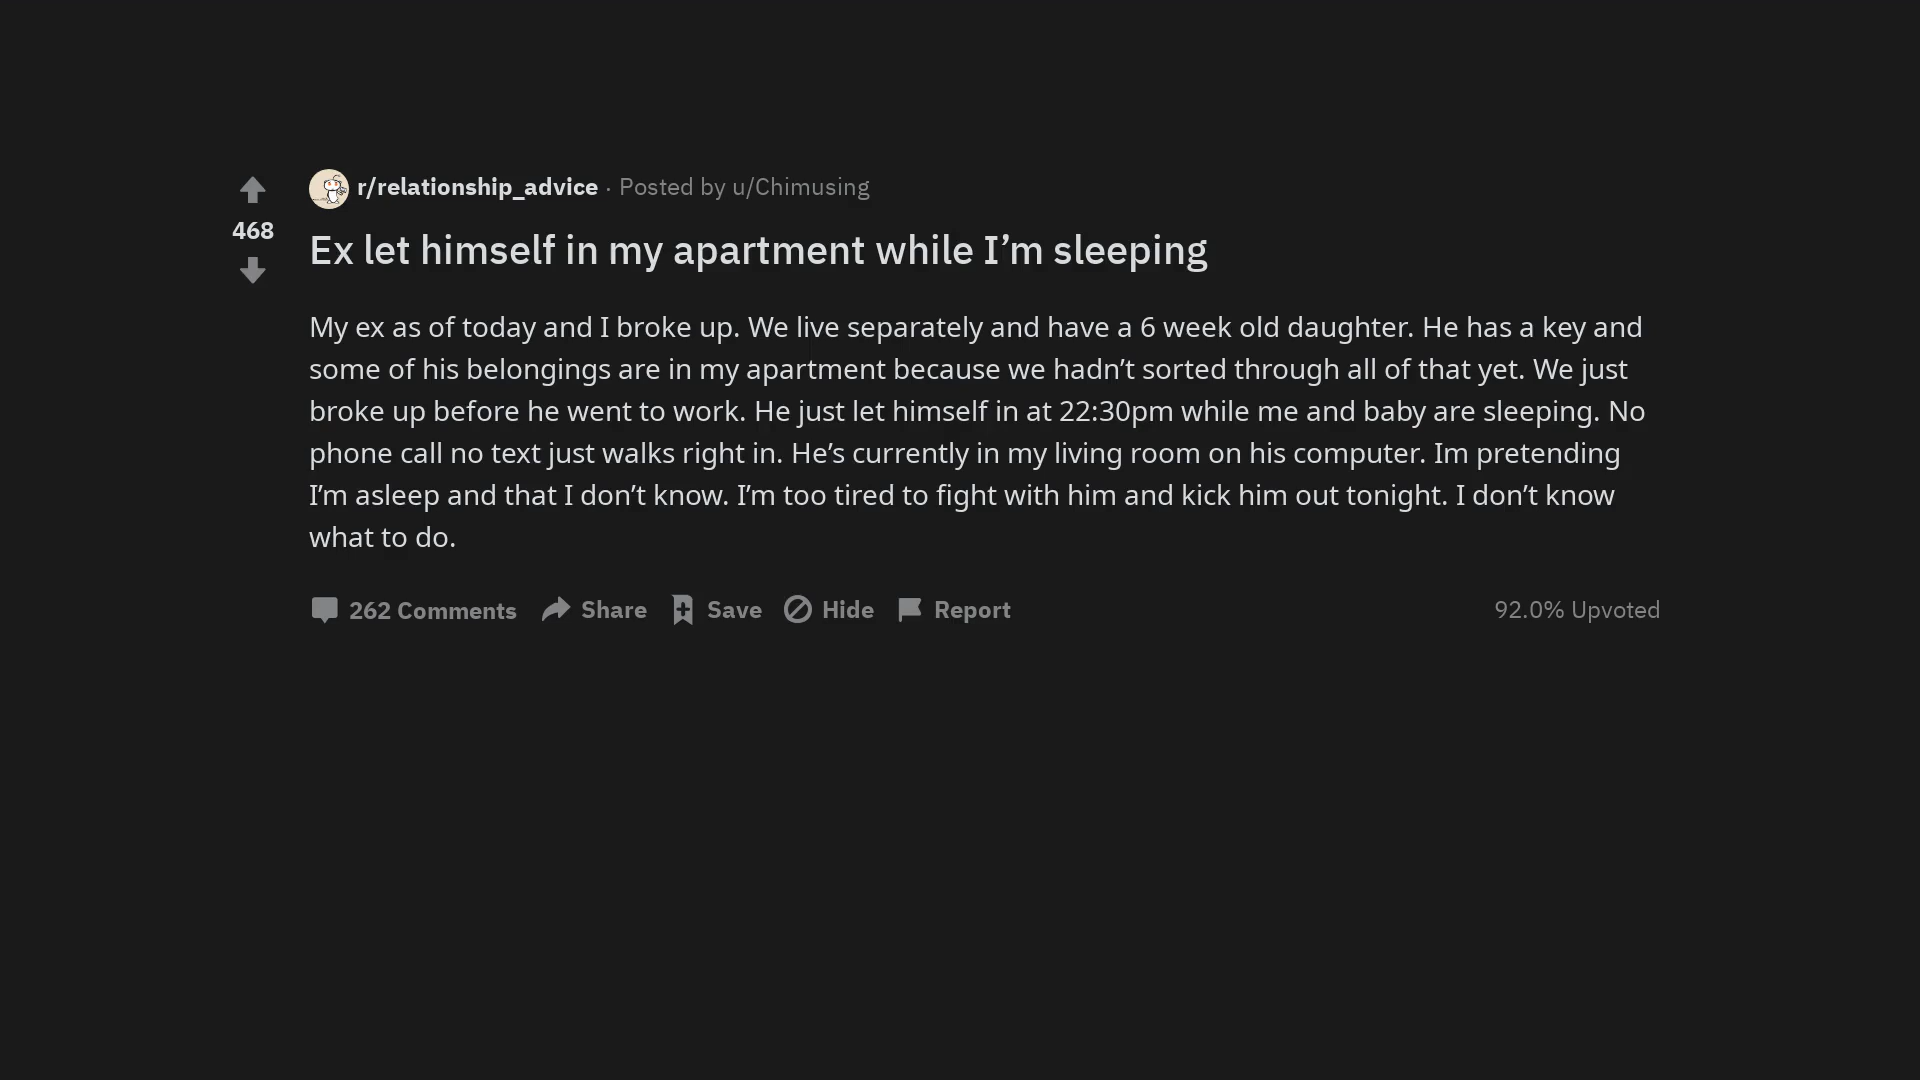 r/relationship_advice · Posted by u/Chimusing
468
Ex let himself in my apartment while I’m sleeping
My ex as of today and I broke up. We live separately and have a 6 week old daughter. He has a key and
some of his belongings are in my apartment because we hadn’t sorted through all of that yet. We just
broke up before he went to work. He just let himself in at 22:30pm while me and baby are sleeping. No
phone call no text just walks right in. He’s currently in my living room on his computer. Im pretending
I’m asleep and that I don’t know. I’m too tired to fight with him and kick him out tonight. I don’t know
what to do.
262 Comments Share Save Hide Report 92.0% Upvoted